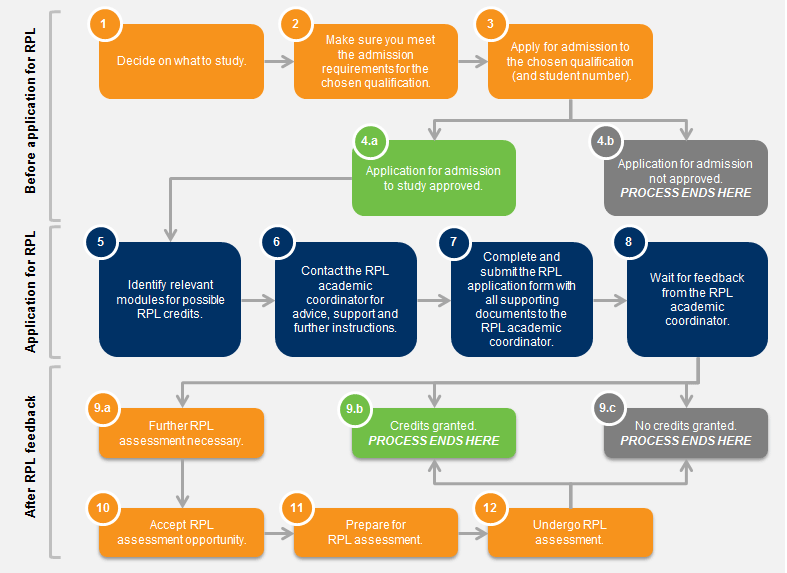 Before application for RPL
1
Decide on what to study.
2
Make sure you meet
the admission
requirements for the
chosen qualification.
3
Apply for admission to
the chosen qualification
(and student number).
4.a
Application for admission
to study approved.
4.b
Application for admission
not approved.
PROCESS ENDS HERE
Application for RPL
5
Identify relevant
modules for possible
RPL credits.
6
Contact the RPL
academic
coordinator for
advice, support and
further instructions.
7
Complete and
submit the RPL
application form with
all supporting
documents to the
RPL academic
coordinator.
8
Wait for feedback
from the RPL
academic
coordinator.
After RPL feedback
9.a
Further RPL
assessment necessary.
9.b
Credits granted.
PROCESS ENDS HERE
9.c
No credits granted.
PROCESS ENDS HERE
10
Accept RPL
assessment opportunity.
11
Prepare for
RPL assessment.
12
Undergo RPL
assessment.